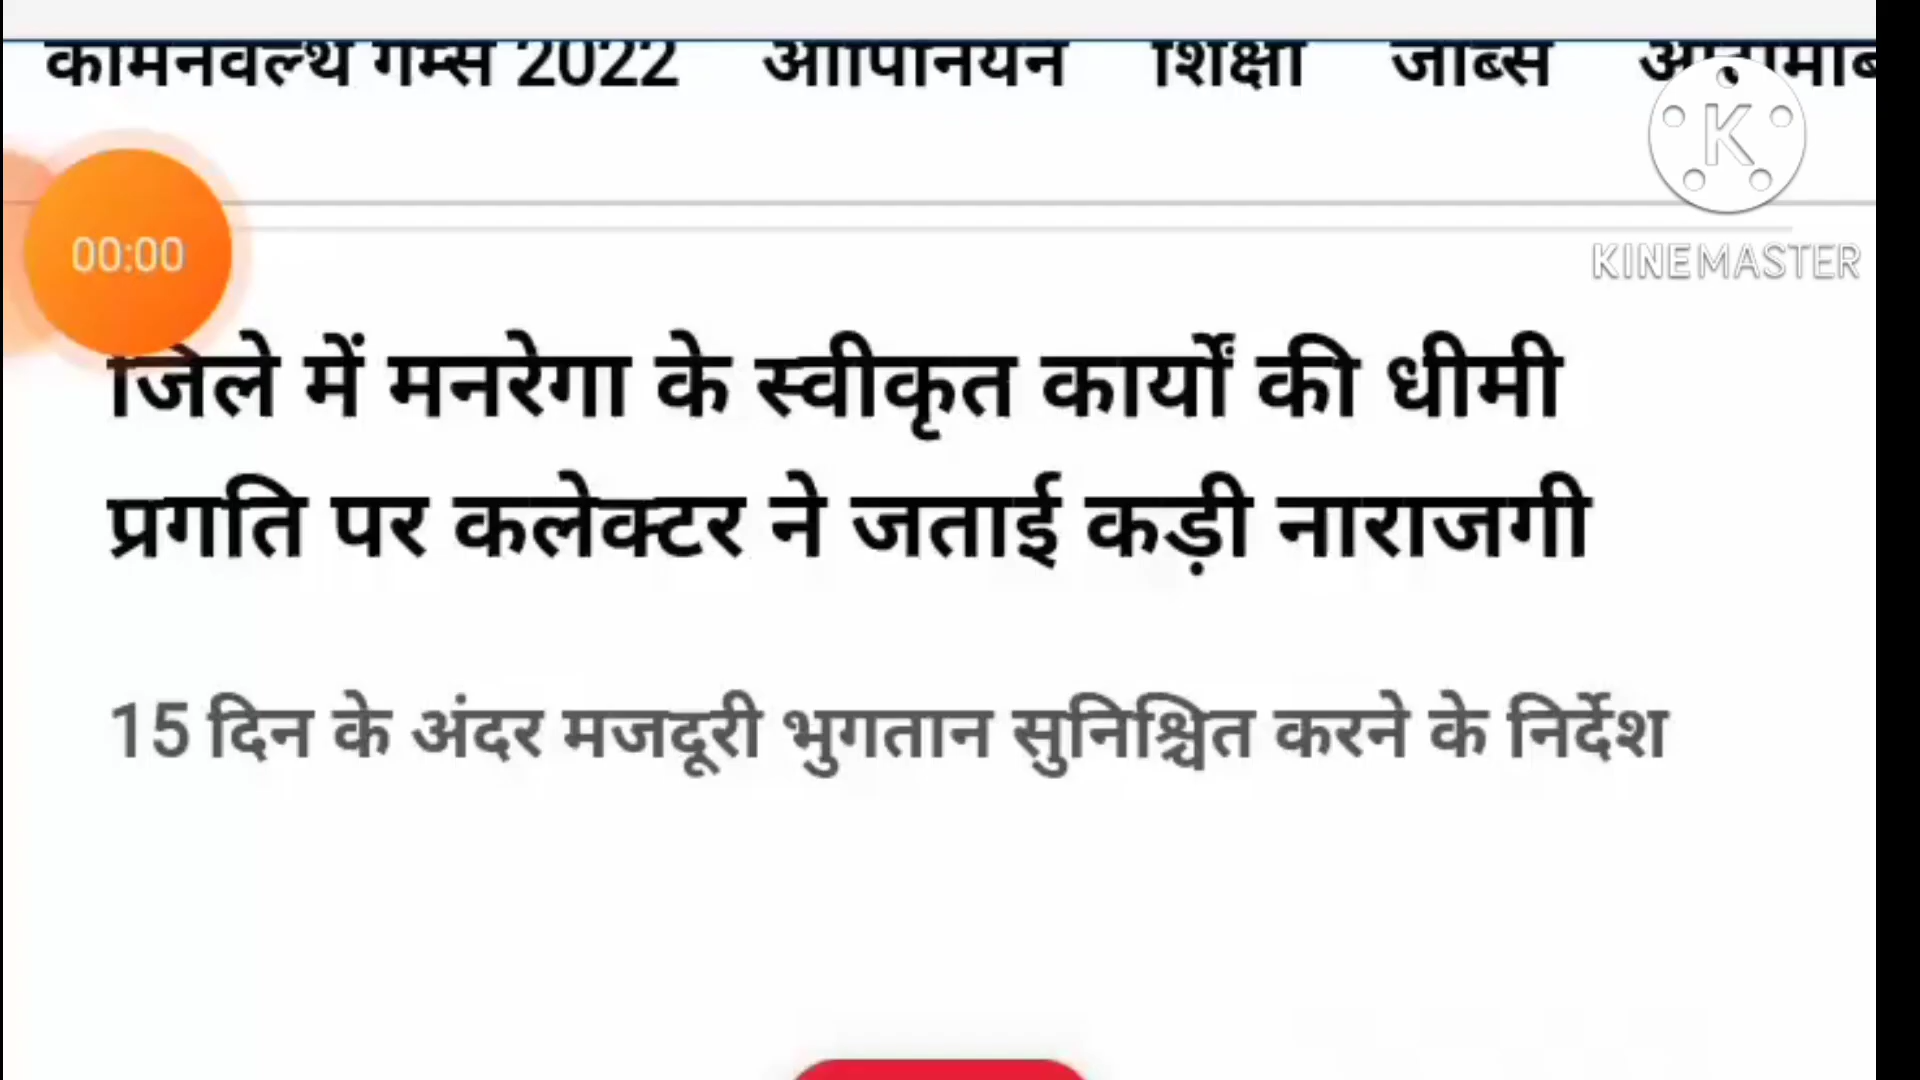 कॉमनवेल्थ गेम्स 2022 ओपिनियन शिक्षा जॉब्स
K
KINEMASTER
00:00
जिले में मनरेगा के स्वीकृत कार्यों की धीमी
प्रगति पर कलेक्टर ने जताई कड़ी नाराजगी
15 दिन के अंदर मजदूरी भुगतान सुनिश्चित करने के निर्देश